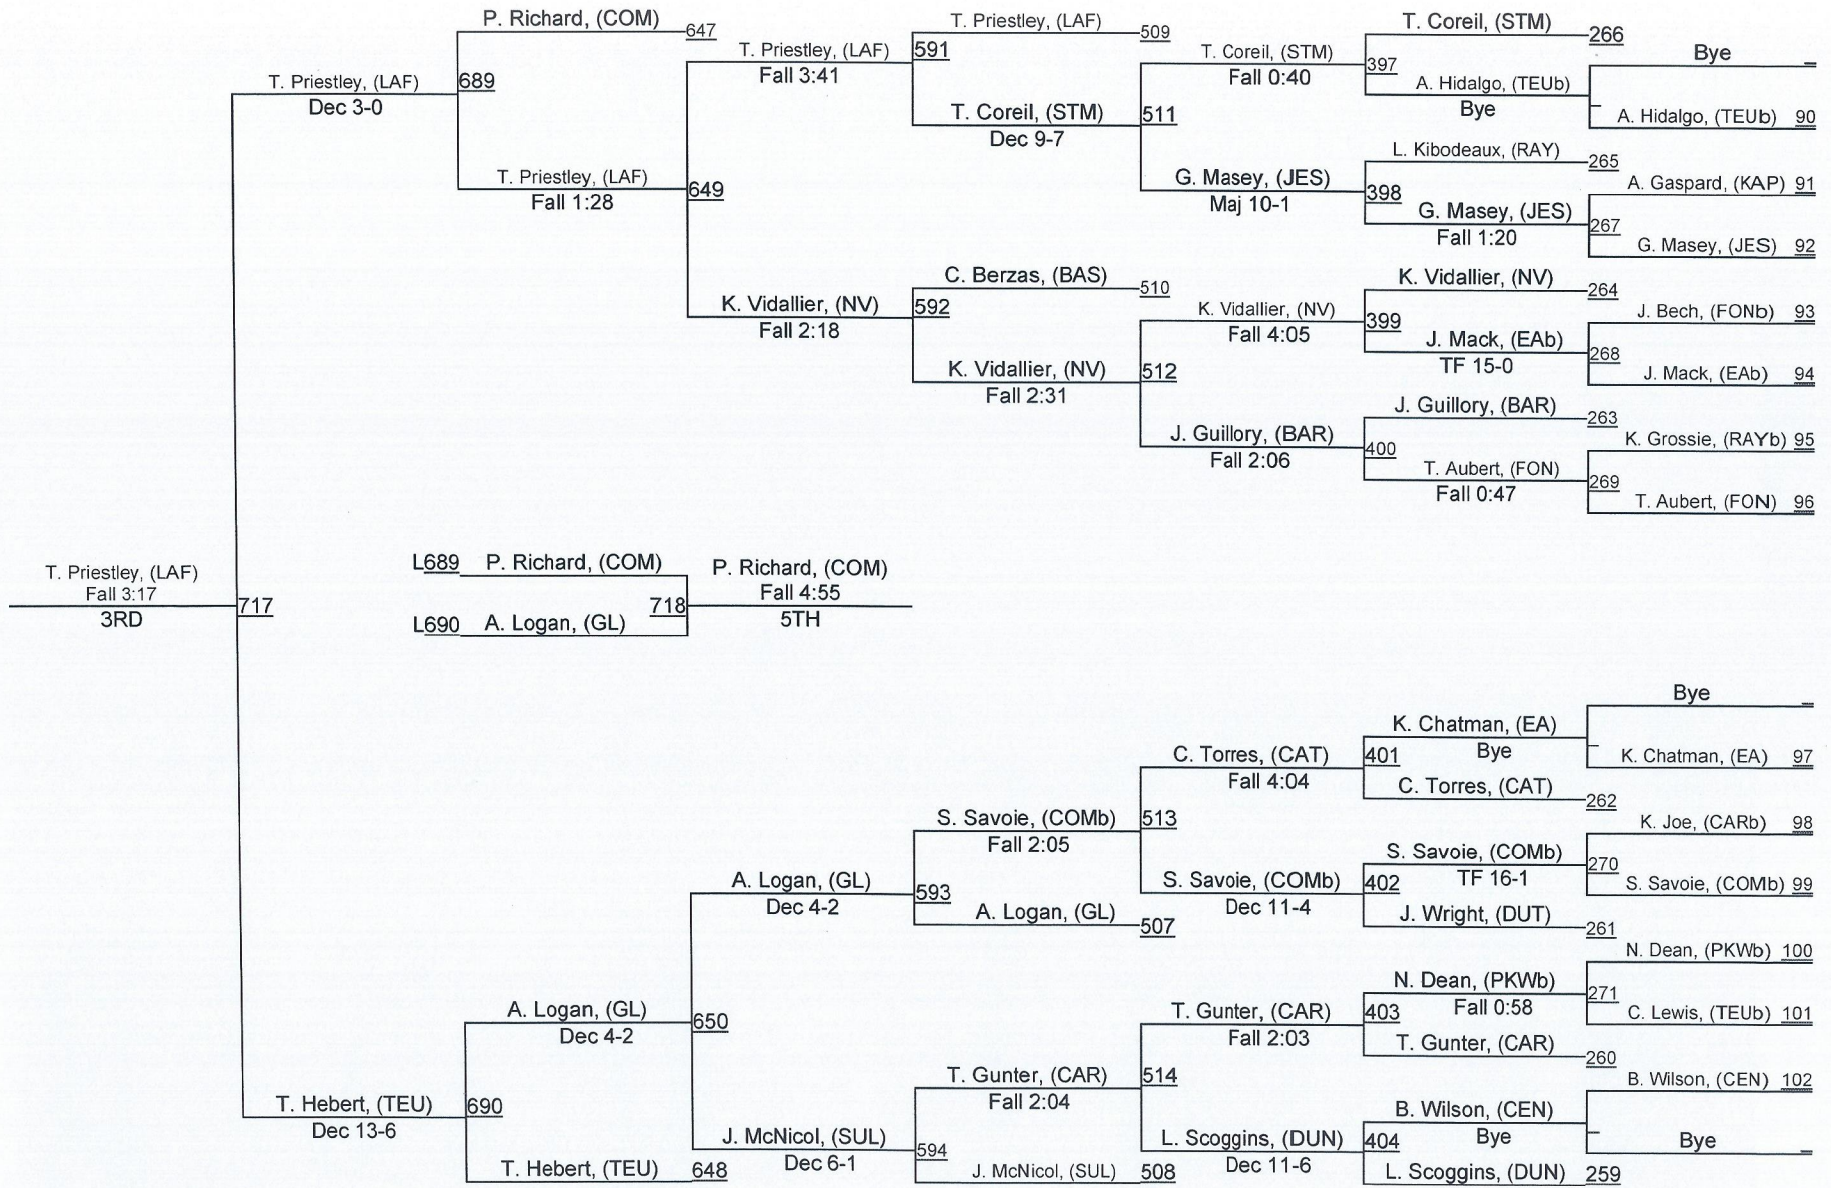 P. Richard, (COM) 647
T. Priestley, (LAF) 509
T. Coreil, (STM) 266
T. Priestley, (LAF) 591
Fall 3:41
T. Coreil, (STM) 397
Fall 0:40
Bye
T. Priestley, (LAF) 689
Dec 3-0
A. Hidalgo, (TEUb)
Bye
T. Coreil, (STM) 511
Dec 9-7
A. Hidalgo, (TEUb) 90
L. Kibodeaux, (RAY) 265
T. Priestley, (LAF) 649
Fall 1:28
G. Masey, (JES) 398
Maj 10-1
A. Gaspard, (KAP) 91
G. Masey, (JES) 267
Fall 1:20
G. Masey, (JES) 92
C. Berzas, (BAS) 510
K. Vidallier, (NV) 264
K. Vidallier, (NV) 592
Fall 2:18
K. Vidallier, (NV) 399
Fall 4:05
J. Bech, (FONb) 93
J. Mack, (EAb) 268
TF 15-0
K. Vidallier, (NV) 512
Fall 2:31
J. Mack, (EAb) 94
J. Guillory, (BAR) 263
J. Guillory, (BAR) 400
Fall 2:06
K. Grossie, (RAYb) 95
T. Aubert, (FON) 269
Fall 0:47
T. Aubert, (FON) 96
L689 P. Richard, (COM)
P. Richard, (COM)
Fall 4:55
5TH
T. Priestley, (LAF)
Fall 3:17
3RD
717
718
L690 A. Logan, (GL)
Bye
K. Chatman, (EA) 401
Bye
C. Torres, (CAT)
Fall 4:04
K. Chatman, (EA) 97
C. Torres, (CAT) 262
S. Savoie, (COMb) 513
Fall 2:05
K. Joe, (CARb) 98
S. Savoie, (COMb) 270
TF 16-1
A. Logan, (GL) 593
Dec 4-2
S. Savoie, (COMb) 402
Dec 11-4
S. Savoie, (COMb) 99
A. Logan, (GL) 507
J. Wright, (DUT) 261
N. Dean, (PKWb) 100
N. Dean, (PKWb) 271
Fall 0:58
A. Logan, (GL) 650
Dec 4-2
T. Gunter, (CAR) 403
Fall 2:03
C. Lewis, (TEUb) 101
T. Gunter, (CAR) 260
T. Gunter, (CAR) 514
Fall 2:04
B. Wilson, (CEN) 102
T. Hebert, (TEU) 690
Dec 13-6
B. Wilson, (CEN)
Bye
J. McNicol, (SUL) 594
Dec 6-1
L. Scoggins, (DUN) 404
Dec 11-6
Bye
T. Hebert, (TEU) 648
J. McNicol, (SUL) 508
L. Scoggins, (DUN) 259